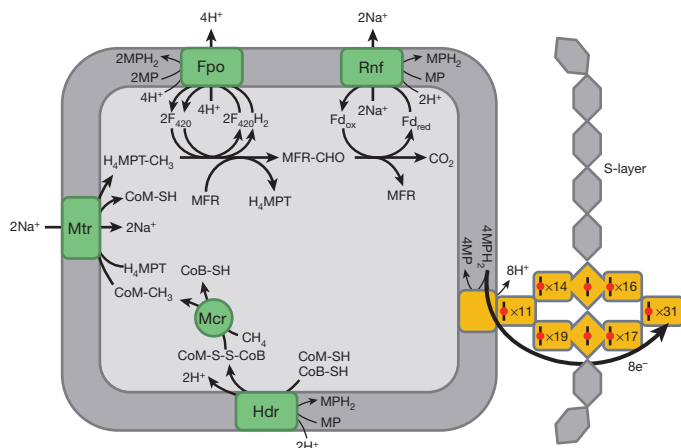 4H⁺
2Na⁺
2MPH₂
2MP
4H⁺
Fpo
4H⁺
Rnf
MPH₂
MP
2H⁺
2Na⁺
2F₄₂₀
2F₄₂₀H₂
Fd_ox
Fd_red
H₄MPT-CH₃
MFR-CHO
CO₂
CoM-SH
MFR
H₄MPT
MFR
2Na⁺
Mtr
2Na⁺
H₄MPT
CoM-CH₃
CoB-SH
Mcr
CH₄
CoM-S-S-CoB
CoM-SH
CoB-SH
2H⁺
Hdr
MPH₂
MP
2H⁺
4MP
4MPH₂
8H⁺
S-layer
×14
×16
×11
×31
×19
×17
8e⁻